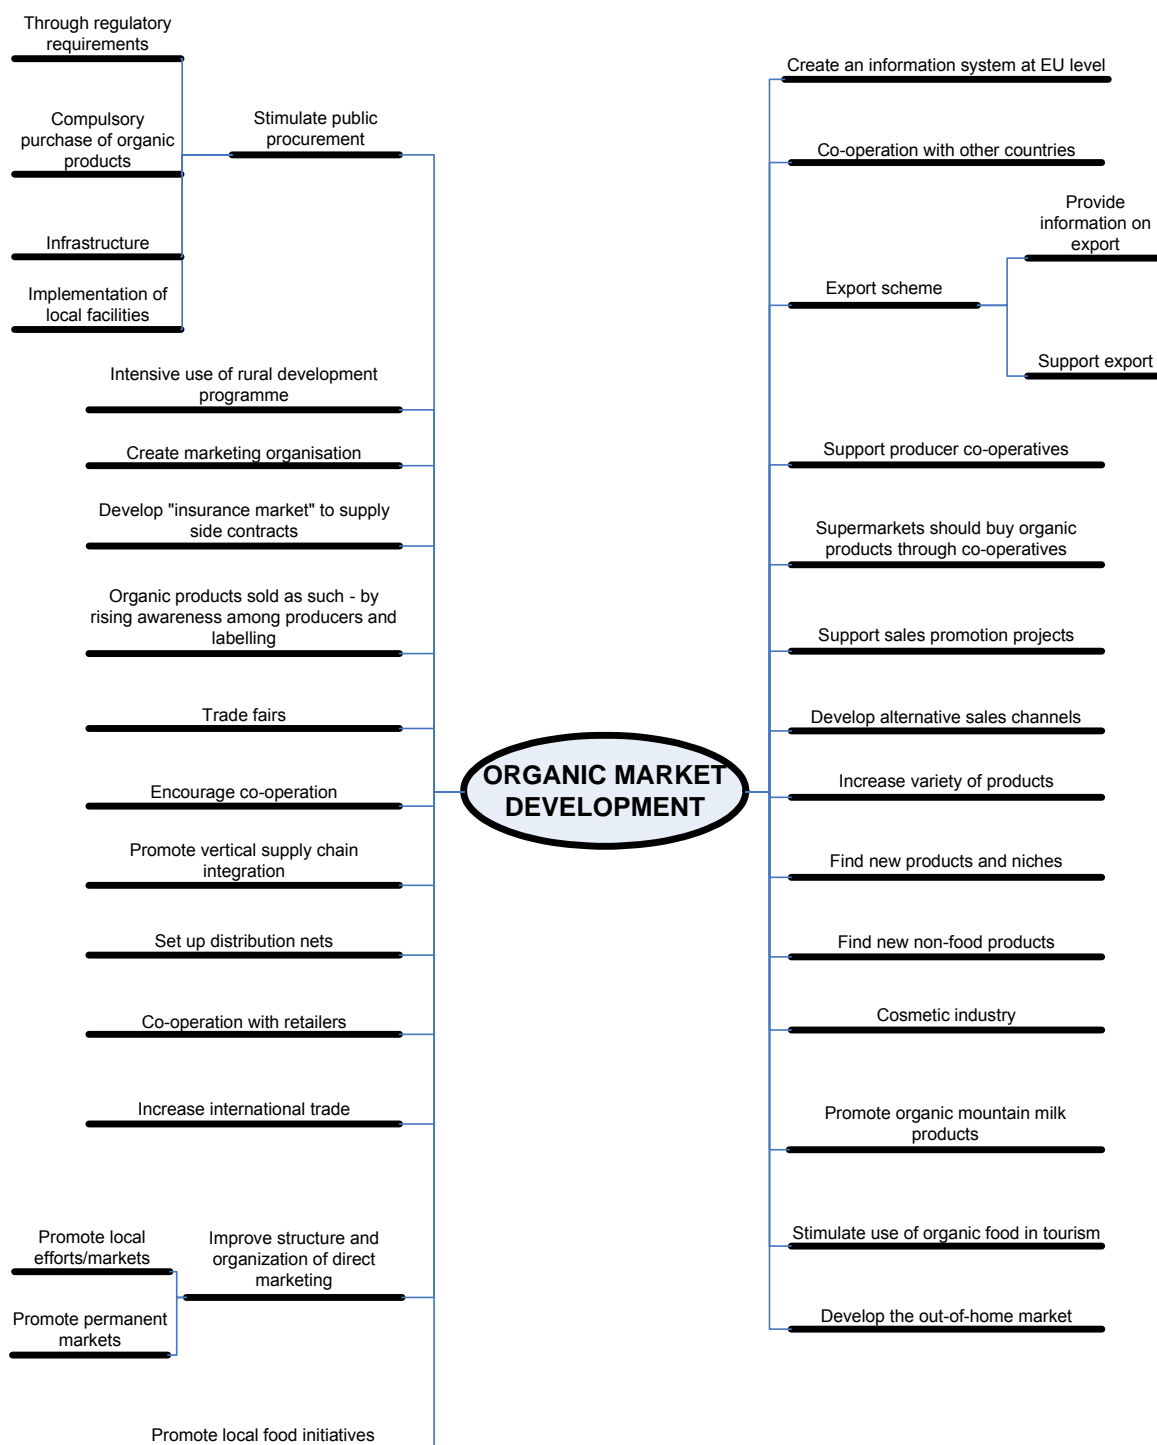 Through regulatory
requirements
Compulsory
purchase of organic
products
Infrastructure
Implementation of
local facilities
Stimulate public
procurement
Intensive use of rural development
programme
Create marketing organisation
Develop "insurance market" to supply
side contracts
Organic products sold as such - by
rising awareness among producers and
labelling
Trade fairs
Encourage co-operation
Promote vertical supply chain
integration
Set up distribution nets
Co-operation with retailers
Increase international trade
Promote local
efforts/markets
Promote permanent
markets
Improve structure and
organization of direct
marketing
Promote local food initiatives
ORGANIC MARKET
DEVELOPMENT
Create an information system at EU level
Co-operation with other countries
Export scheme
Provide
information on
export
Support export
Support producer co-operatives
Supermarkets should buy organic
products through co-operatives
Support sales promotion projects
Develop alternative sales channels
Increase variety of products
Find new products and niches
Find new non-food products
Cosmetic industry
Promote organic mountain milk
products
Stimulate use of organic food in tourism
Develop the out-of-home market